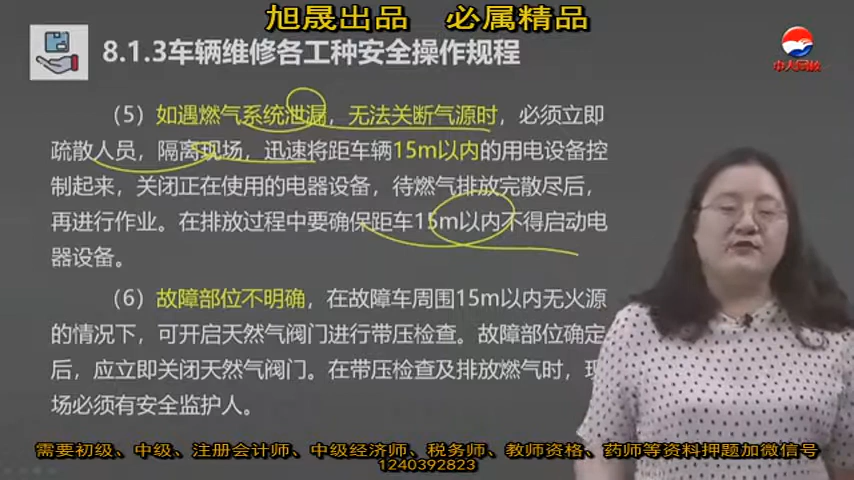 旭晟出品 必属精品
8.1.3车辆维修各工种安全操作规程
中大网校
（5）如遇燃气系统泄漏，无法关断气源时，必须立即
疏散人员，隔离现场，迅速将距车辆15m以内的用电设备控
制起来，关闭正在使用的电器设备，待燃气排放完散尽后，
再进行作业。在排放过程中要确保距车15m以内不得启动电
器设备。
（6）故障部位不明确，在故障车周围15m以内无火源
的情况下，可开启天然气阀门进行带压检查。故障部位确定
后，应立即关闭天然气阀门。在带压检查及排放燃气时，现
场必须有安全监护人。
需要初级、中级、注册会计师、中级经济师、税务师、教师资格、药师等资料押题加微信号
1240392823